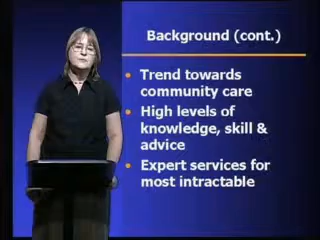 Background (cont.)
Trend towards
community care
High levels of
knowledge, skill &
advice
Expert services for
most intractable